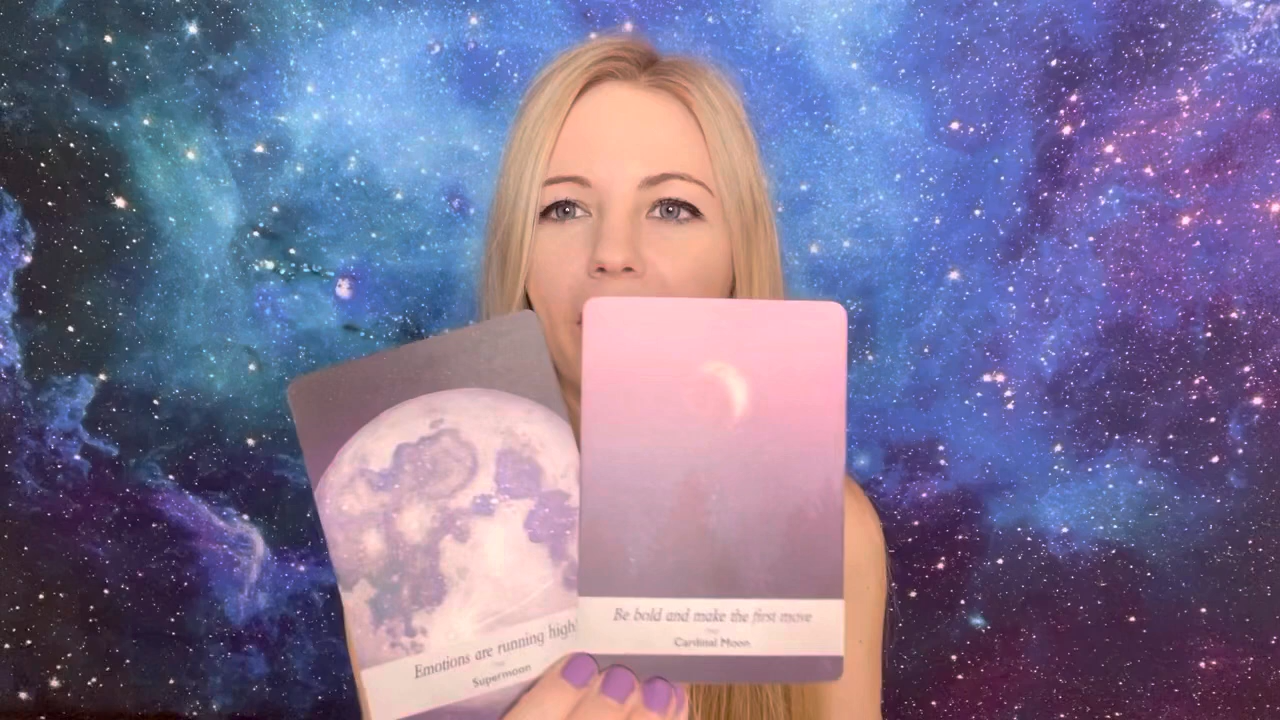 Emotions are running high!
Supermoon
Be bold and make the first move
Cardinal Moon